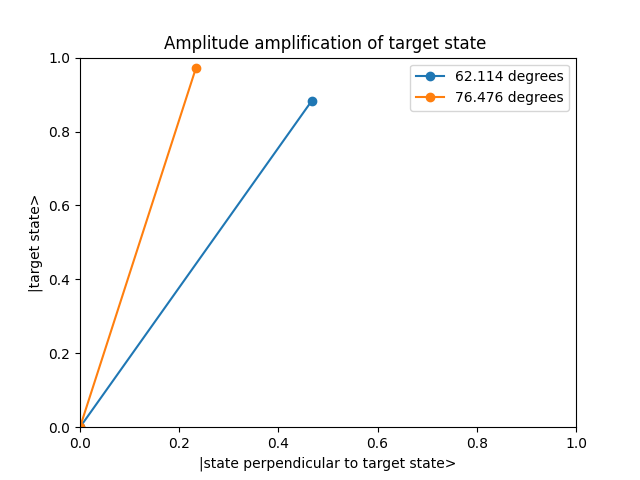 Amplitude amplification of target state
62.114 degrees
76.476 degrees
|target state>
1.0
0.8
0.6
0.4
0.2
0.0
0.0 0.2 0.4 0.6 0.8 1.0
|state perpendicular to target state>